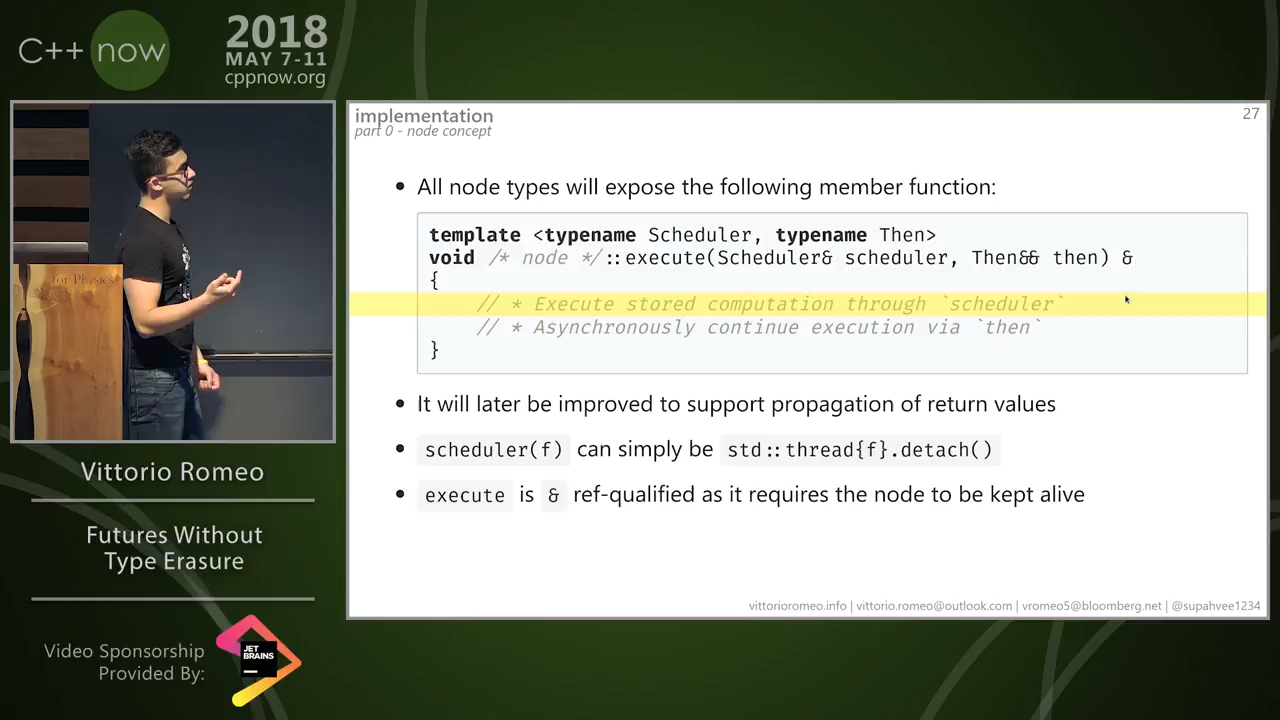 C++ now
2018
MAY 7-11
cppnow.org
for Physics
Vittorio Romeo
Futures Without
Type Erasure
Video Sponsorship
Provided By:
JET
BRAINS
implementation
part 0 - node concept
27
• All node types will expose the following member function:
template <typename Scheduler, typename Then>
void /* node */::execute(Scheduler& scheduler, Then&& then) &
{
// * Execute stored computation through `scheduler`
// * Asynchronously continue execution via `then`
}
• It will later be improved to support propagation of return values
• scheduler(f) can simply be std::thread{f}.detach()
• execute is & ref-qualified as it requires the node to be kept alive
vittorioromeo.info | vittorio.romeo@outlook.com | vromeo5@bloomberg.net | @supahvee1234